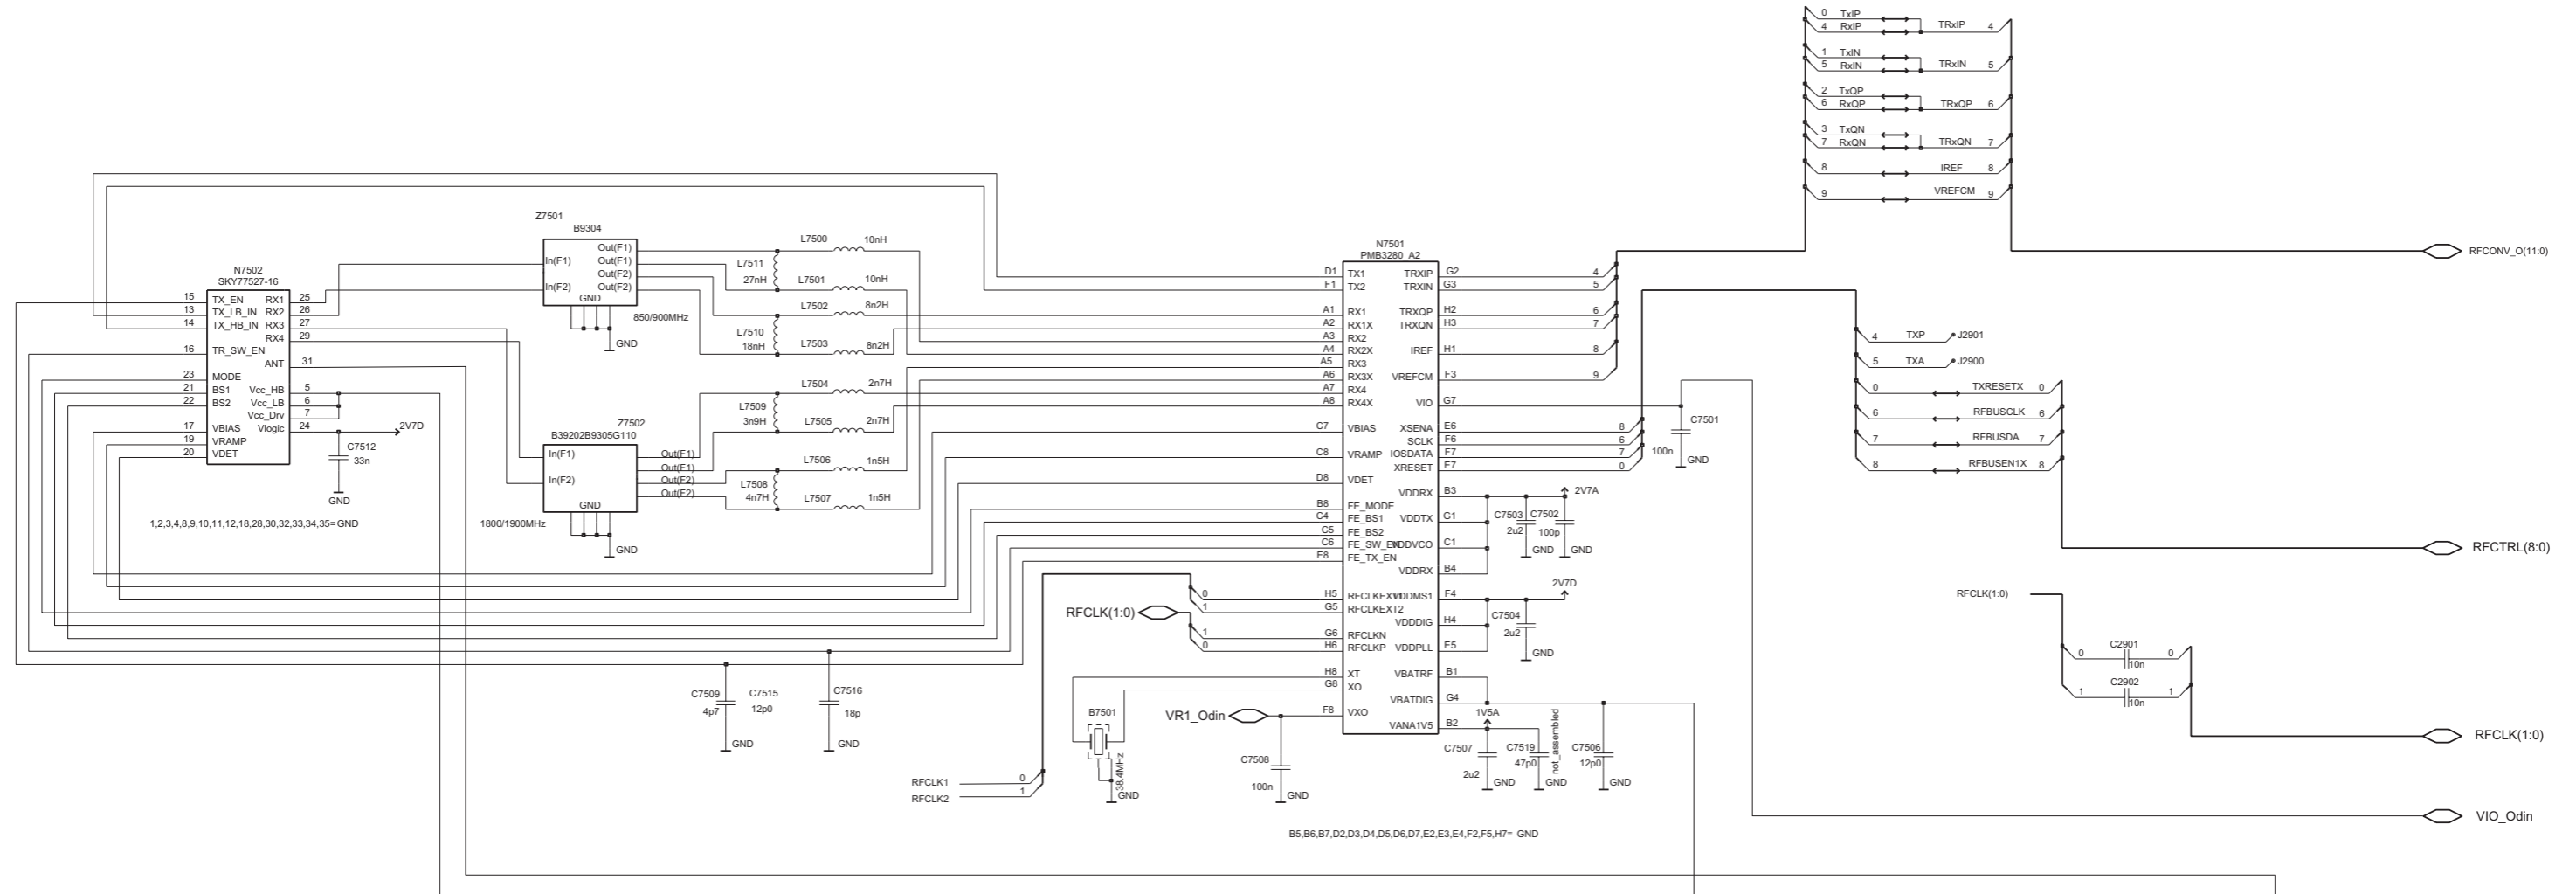 0 TxIP
4 RxIP
TRxIP 4
1 TxIN
5 RxIN
TRxIN 5
2 TxQP
6 RxQP
TRxQP 6
3 TxQN
7 RxQN
TRxQN 7
8 IREF 8
9 VREFCM 9
RFCONV_O(11:0)
N7502
SKY77527-16
15 TX_EN RX1 25
13 TX_LB_IN RX2 26
14 TX_HB_IN RX3 27
RX4 29
16 TR_SW_EN
ANT 31
23 MODE
21 BS1 Vcc_HB 5
22 BS2 Vcc_LB 6
Vcc_Drv 7
17 VBIAS Vlogic 24
19 VRAMP
20 VDET
2V7D
C7512
33n
GND
1,2,3,4,8,9,10,11,12,18,28,30,32,33,34,35=GND
Z7501
B9304
Out(F1)
In(F1) Out(F1)
Out(F2)
In(F2) Out(F2)
GND
850/900MHz
GND
L7500 10nH
L7511
27nH
L7501 10nH
L7502 8n2H
L7510
18nH
L7503 8n2H
Z7502
B39202B9305G110
In(F1) Out(F1)
Out(F1)
In(F2) Out(F2)
Out(F2)
GND
1800/1900MHz
GND
L7504 2n7H
L7509
3n9H
L7505 2n7H
L7506 1n5H
L7508
4n7H
L7507 1n5H
N7501
PMB3280_A2
D1 TX1 TRXIP G2 4
F1 TX2 TRXIN G3 5
A1 RX1 TRXQP H2 6
A2 RX1X TRXQN H3 7
A3 RX2
A4 RX2X IREF H1 8
A5 RX3
A6 RX3X VREFCM F3 9
A7 RX4
A8 RX4X VIO G7
C7 VBIAS XSENA E6 8
SCLK F6 6
C8 VRAMP IOSDATA F7 7
XRESET E7 0
D8 VDET
VDDRX B3
B8 FE_MODE
C4 FE_BS1 VDDTX G1
C5 FE_BS2
C6 FE_SW_EN VDDVCO C1
E8 FE_TX_EN
VDDRX B4
0 H5 RFCLKEXT1 VDDMS1 F4
1 G5 RFCLKEXT2
VDDDIG H4
1 G6 RFCLKN
0 H6 RFCLKP VDDPLL E5
H8 XT VBATRF B1
G8 XO
VBATDIG G4
F8 VXO
VANA1V5 B2
C7501
100n
GND
2V7A
C7503 C7502
2u2 100p
GND GND
2V7D
C7504
2u2
GND
1V5A
C7507 C7519 C7506
2u2 47p0 12p0
not_assembled
GND GND GND
B5,B6,B7,D2,D3,D4,D5,D6,D7,E2,E3,E4,F2,F5,H7= GND
RFCLK(1:0)
VR1_Odin
C7508
100n
GND
B7501
38.4MHz
GND
RFCLK1 0
RFCLK2 1
C7509 C7515
4p7 12p0
GND
C7516
18p
GND
4 TXP J2901
5 TXA J2900
0 TXRESETX 0
6 RFBUSCLK 6
7 RFBUSDA 7
8 RFBUSEN1X 8
RFCTRL(8:0)
RFCLK(1:0)
C2901
0 10n 0
C2902
1 10n 1
RFCLK(1:0)
VIO_Odin